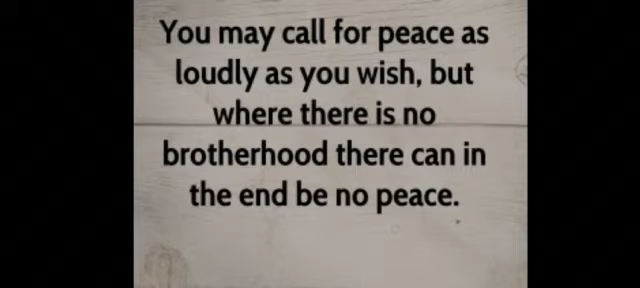 You may call for peace as
loudly as you wish, but
where there is no
brotherhood there can in
the end be no peace.